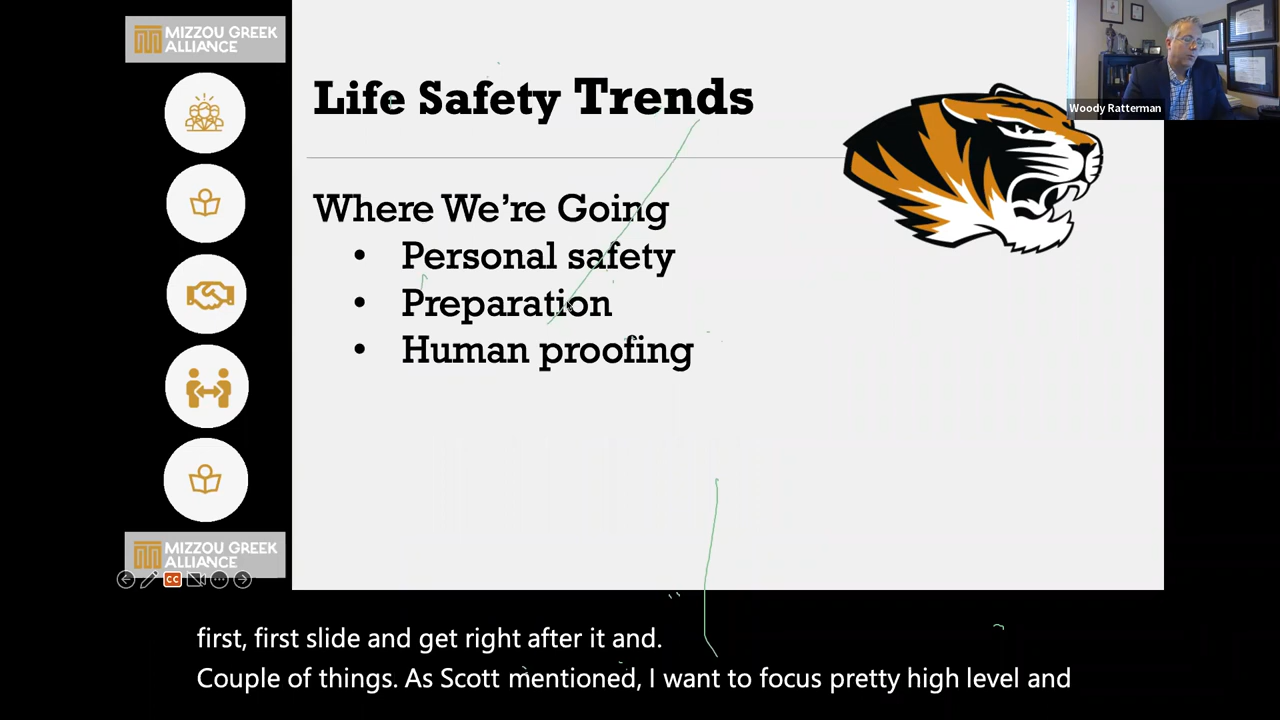 MIZZOU GREEK
ALLIANCE
Life Safety Trends
Where We’re Going
• Personal safety
• Preparation
• Human proofing
Woody Ratterman
MIZZOU GREEK
ALLIANCE
CC
first, first slide and get right after it and.
Couple of things. As Scott mentioned, I want to focus pretty high level and